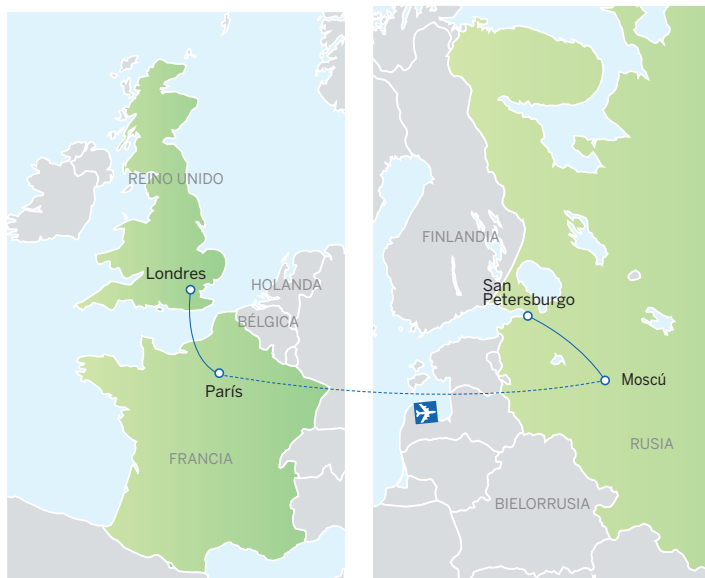 REINO UNIDO
Londres
HOLANDA
BÉLGICA
París
FRANCIA
FINLANDIA
San
Petersburgo
Moscú
RUSIA
BIELORRUSIA